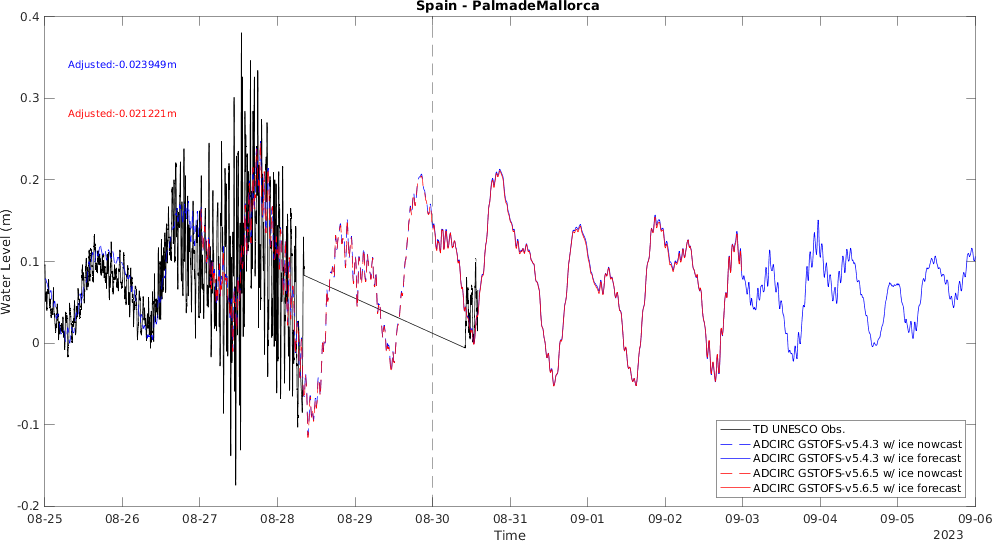 Spain - PalmadeMallorca
0.4
Adjusted:-0.023949m
0.3
Adjusted:-0.021221m
0.2
Water Level (m)
0.1
0
-0.1
TD UNESCO Obs.
ADCIRC GSTOFS-v5.4.3 w/ ice nowcast
ADCIRC GSTOFS-v5.4.3 w/ ice forecast
ADCIRC GSTOFS-v5.6.5 w/ ice nowcast
ADCIRC GSTOFS-v5.6.5 w/ ice forecast
-0.2
08-25 08-26 08-27 08-28 08-29 08-30 08-31 09-01 09-02 09-03 09-04 09-05 09-06
Time
2023